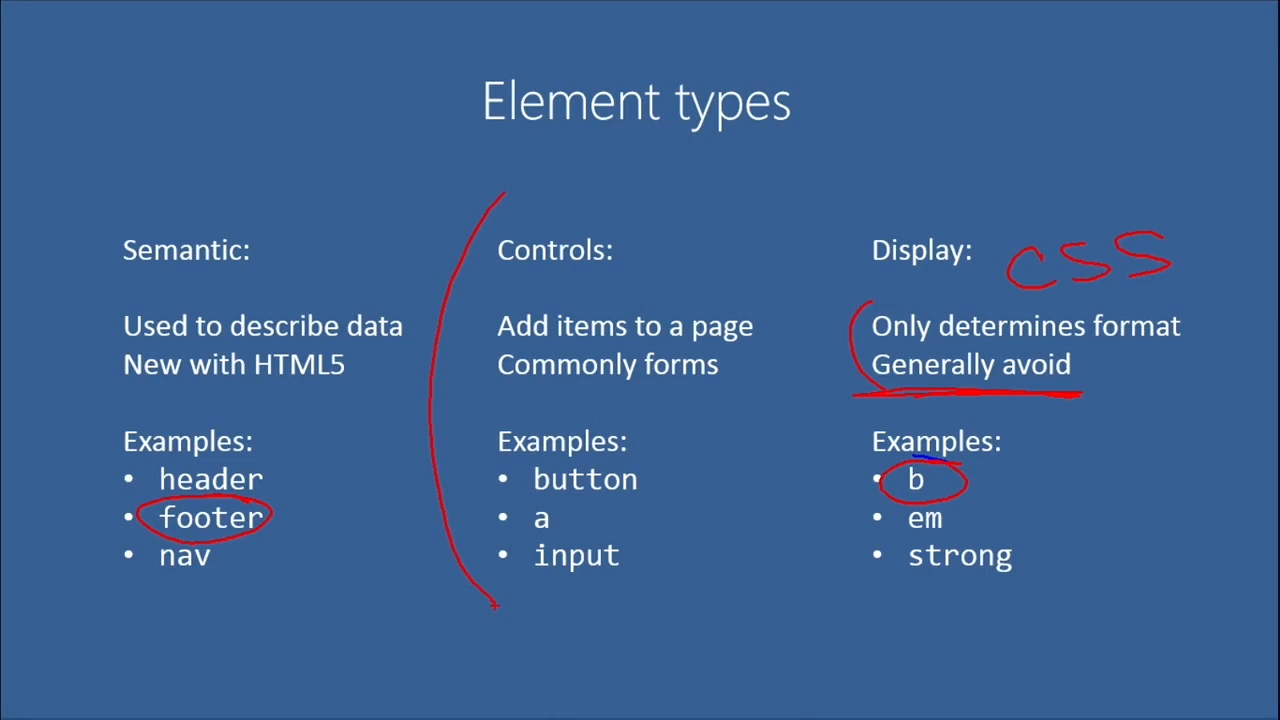 Element types
Semantic:
Used to describe data
New with HTML5
Examples:
• header
• footer
• nav
Controls:
Add items to a page
Commonly forms
Examples:
• button
• a
• input
Display: CSS
Only determines format
Generally avoid
Examples:
• b
• em
• strong